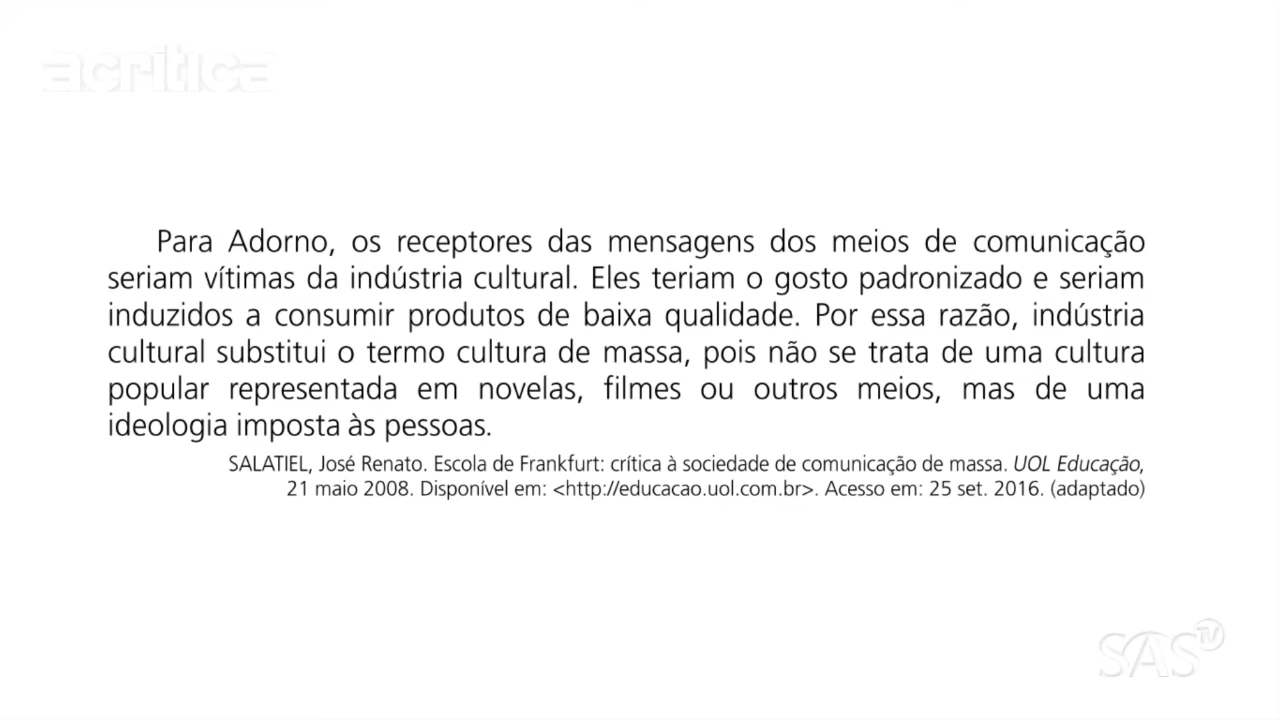 acrítica
Para Adorno, os receptores das mensagens dos meios de comunicação
seriam vítimas da indústria cultural. Eles teriam o gosto padronizado e seriam
induzidos a consumir produtos de baixa qualidade. Por essa razão, indústria
cultural substitui o termo cultura de massa, pois não se trata de uma cultura
popular representada em novelas, filmes ou outros meios, mas de uma
ideologia imposta às pessoas.
SALATIEL, José Renato. Escola de Frankfurt: crítica à sociedade de comunicação de massa. UOL Educação,
21 maio 2008. Disponível em: <http://educacao.uol.com.br>. Acesso em: 25 set. 2016. (adaptado)
SAS TV